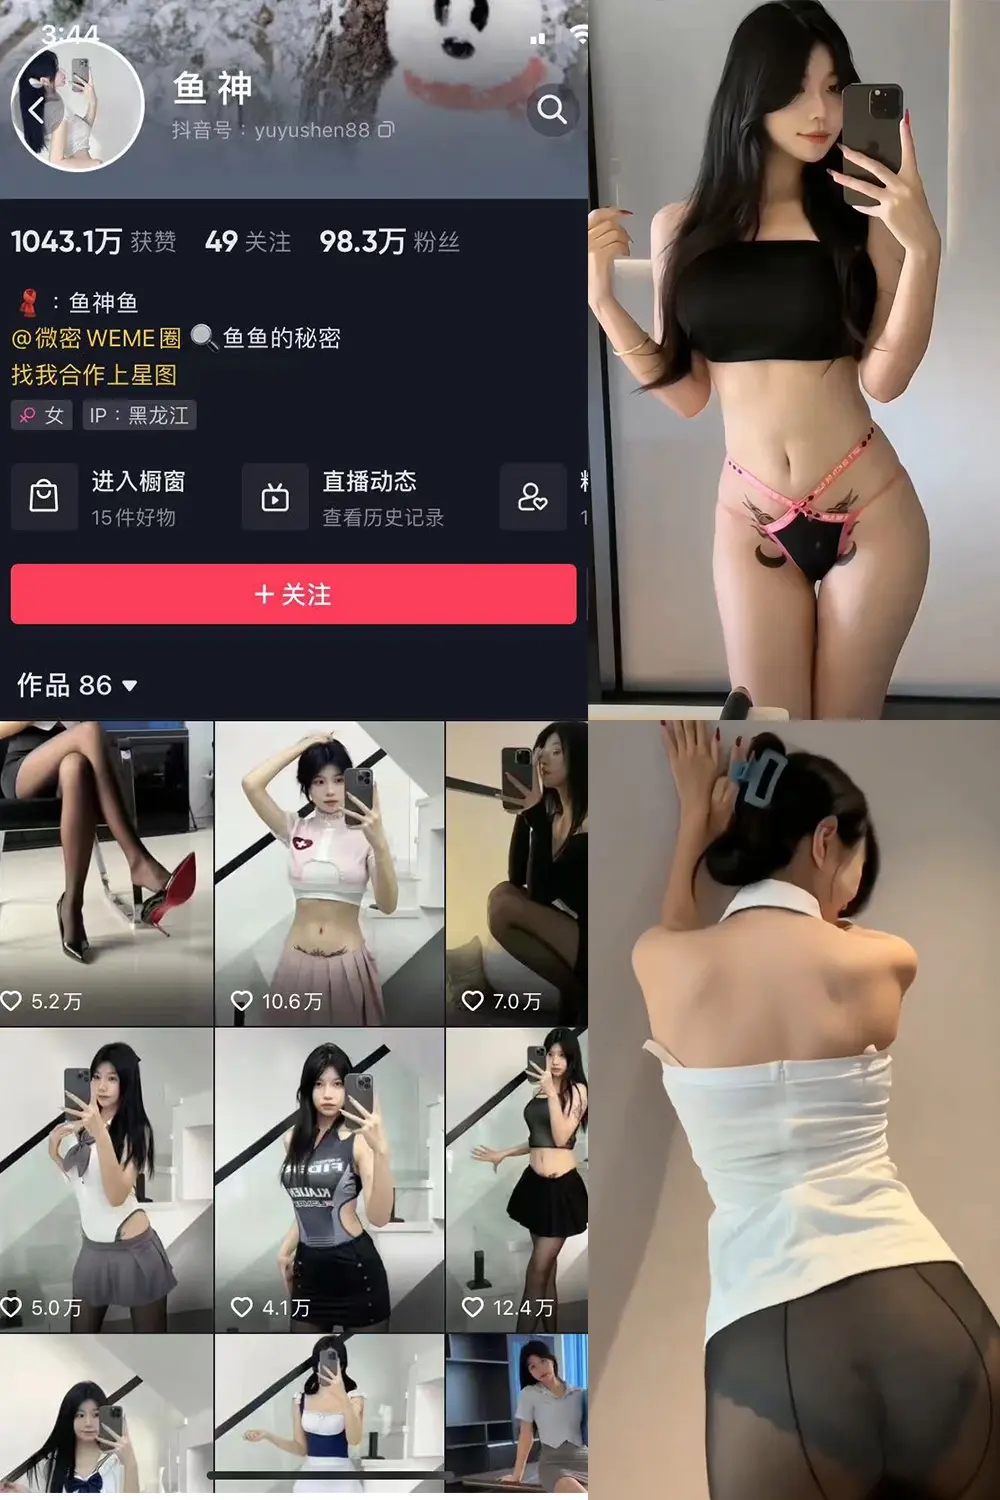 3:44
鱼 神
抖音号：yuyushen88
1043.1万 获赞 49 关注 98.3万 粉丝
：鱼神鱼
@微密 WEME圈 鱼鱼的秘密
找我合作上星图
女 IP：黑龙江
进入橱窗
15件好物
直播动态
查看历史记录
+ 关注
作品 86
5.2万
10.6万
7.0万
5.0万
4.1万
12.4万